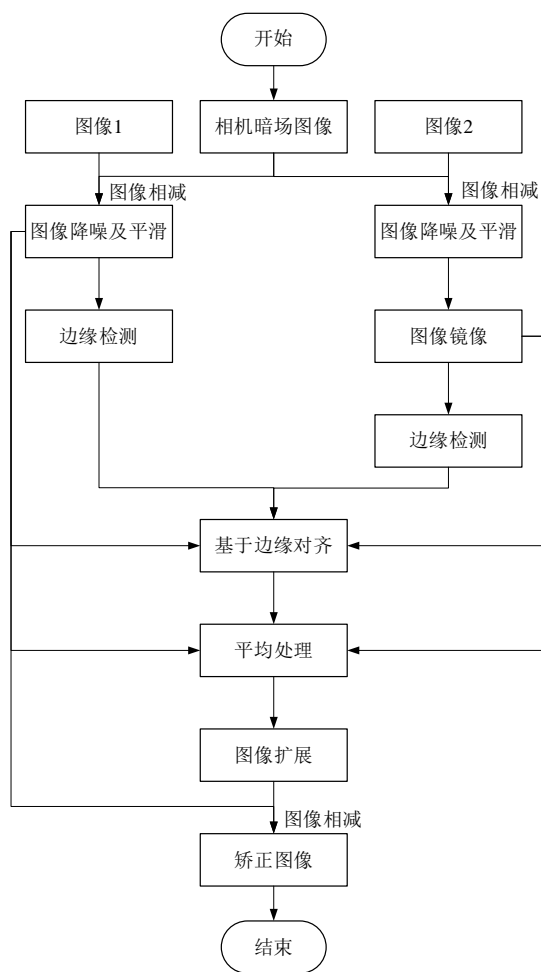 开始
图像1
相机暗场图像
图像2
图像相减
图像相减
图像降噪及平滑
图像降噪及平滑
边缘检测
图像镜像
边缘检测
基于边缘对齐
平均处理
图像扩展
图像相减
矫正图像
结束